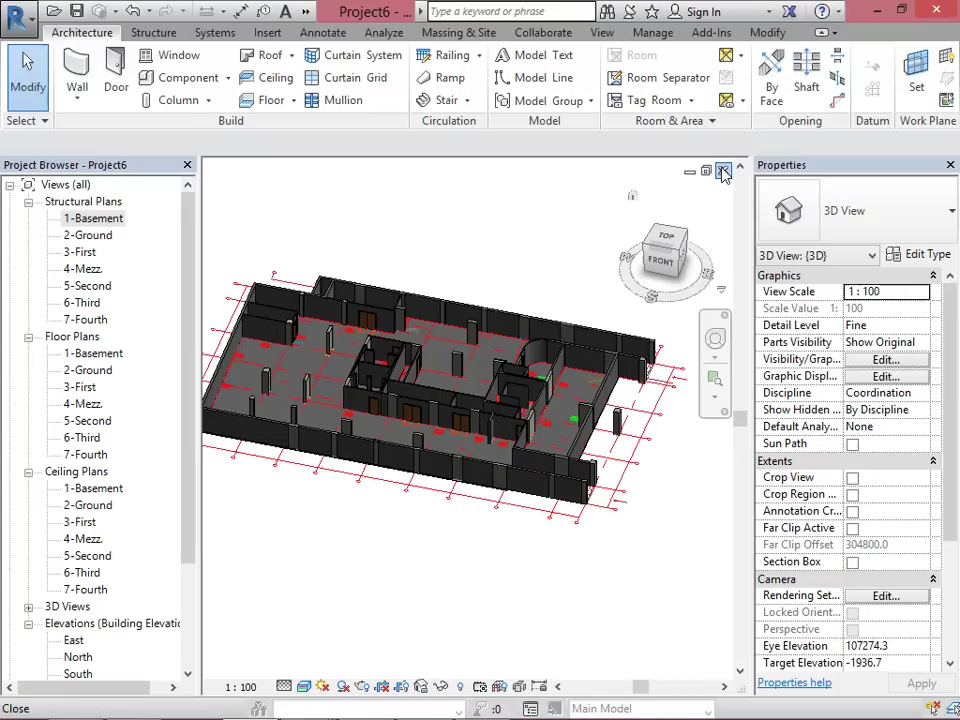 Project6 - ...
Type a keyword or phrase
Sign In
Architecture Structure Systems Insert Annotate Analyze Massing & Site Collaborate View Manage Add-Ins Modify
Modify
Wall
Door
Window
Component
Column
Roof
Ceiling
Floor
Curtain System
Curtain Grid
Mullion
Railing
Ramp
Stair
Model Text
Model Line
Model Group
Room
Room Separator
Tag Room
By Face
Shaft
Set
Select Build Circulation Model Room & Area Opening Datum Work Plane
Project Browser - Project6
Views (all)
Structural Plans
1-Basement
2-Ground
3-First
4-Mezz.
5-Second
6-Third
7-Fourth
Floor Plans
1-Basement
2-Ground
3-First
4-Mezz.
5-Second
6-Third
7-Fourth
Ceiling Plans
1-Basement
2-Ground
3-First
4-Mezz.
5-Second
6-Third
7-Fourth
3D Views
Elevations (Building Elevatio
East
North
South
TOP
FRONT
Properties
3D View
3D View: {3D} Edit Type
Graphics
View Scale 1 : 100
Scale Value 1: 100
Detail Level Fine
Parts Visibility Show Original
Visibility/Grap... Edit...
Graphic Displ... Edit...
Discipline Coordination
Show Hidden ... By Discipline
Default Analy... None
Sun Path
Extents
Crop View
Crop Region ...
Annotation Cr...
Far Clip Active
Far Clip Offset 304800.0
Section Box
Camera
Rendering Set... Edit...
Locked Orient...
Perspective
Eye Elevation 107274.3
Target Elevation -1936.7
Properties help Apply
1 : 100
Close :0 Main Model